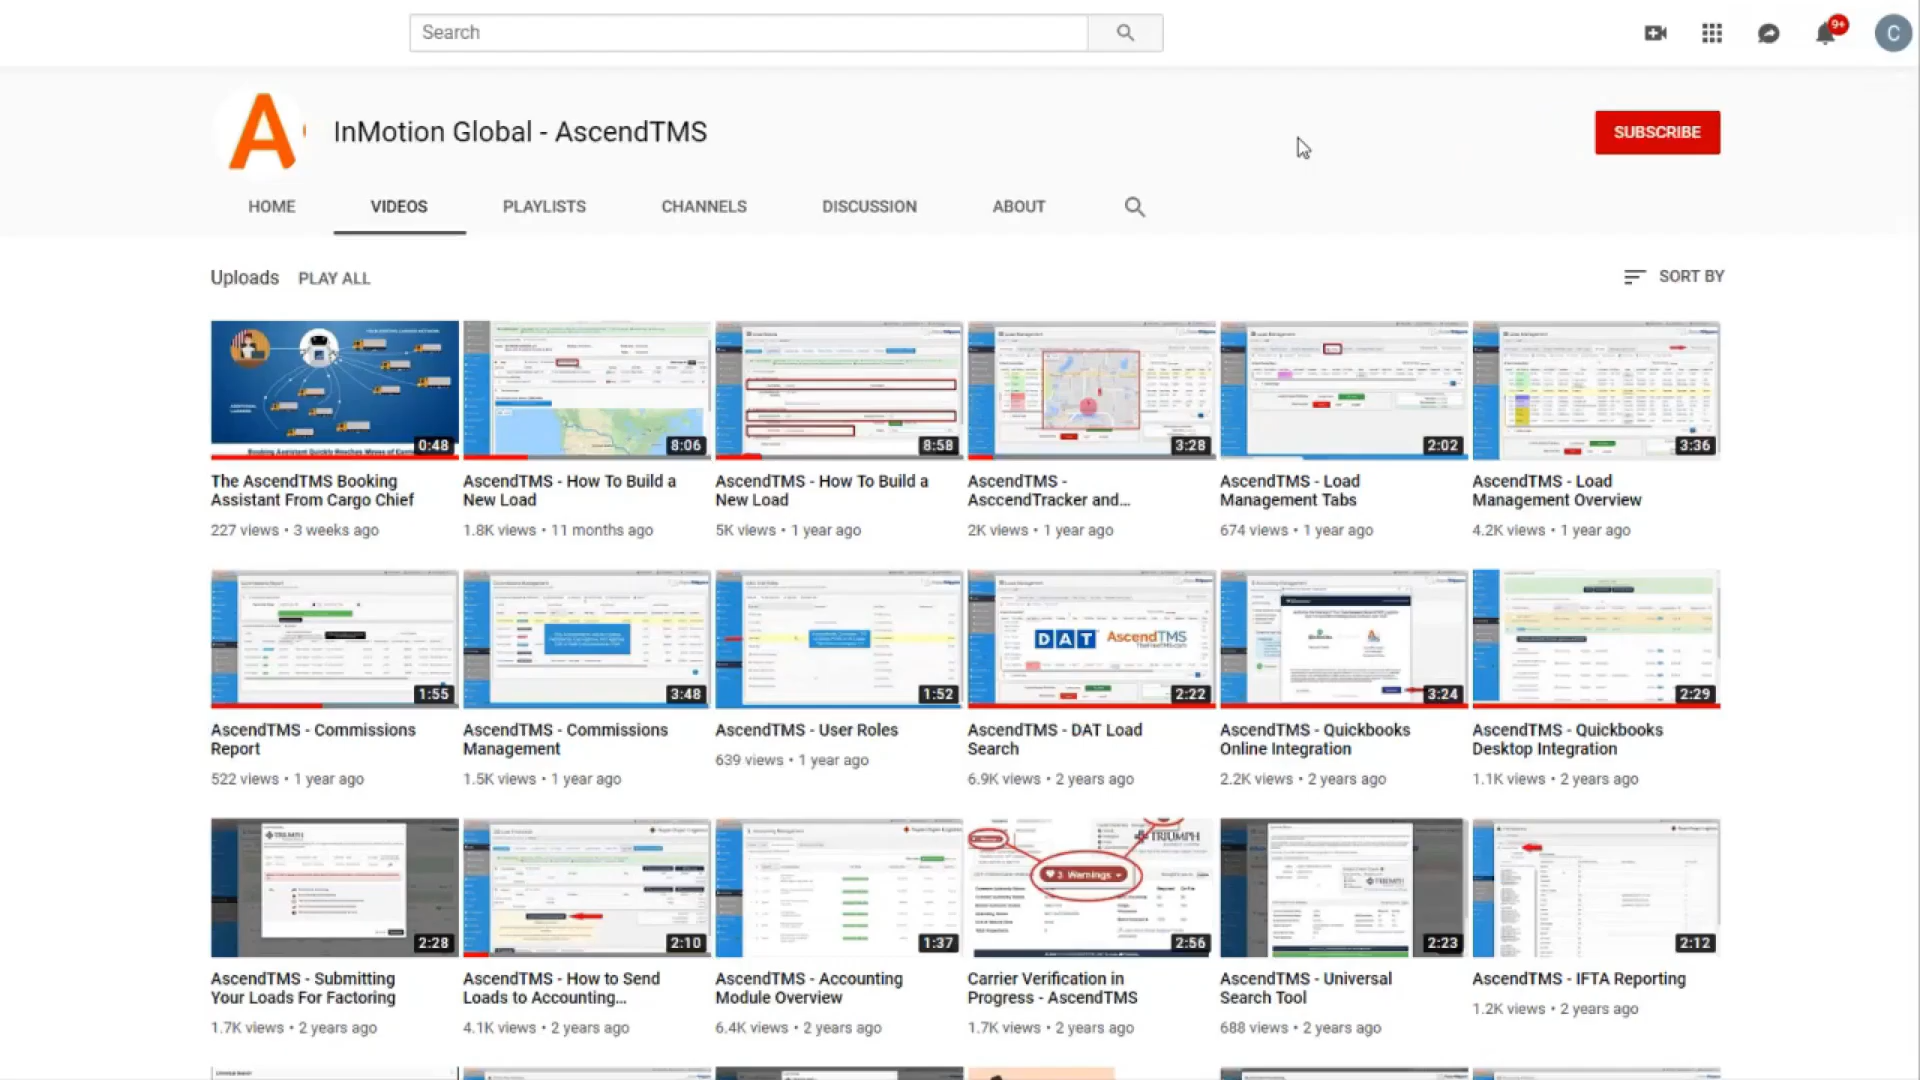 Search
9+
C
A
InMotion Global - AscendTMS
SUBSCRIBE
HOME VIDEOS PLAYLISTS CHANNELS DISCUSSION ABOUT
Uploads PLAY ALL
SORT BY
0:48 8:06 8:58 3:28 2:02 3:36
The AscendTMS Booking
Assistant From Cargo Chief
227 views • 3 weeks ago
AscendTMS - How To Build a
New Load
1.8K views • 11 months ago
AscendTMS - How To Build a
New Load
5K views • 1 year ago
AscendTMS -
AsccendTracker and...
2K views • 1 year ago
AscendTMS - Load
Management Tabs
674 views • 1 year ago
AscendTMS - Load
Management Overview
4.2K views • 1 year ago
DAT AscendTMS
1:55 3:48 1:52 2:22 3:24 2:29
AscendTMS - Commissions
Report
522 views • 1 year ago
AscendTMS - Commissions
Management
1.5K views • 1 year ago
AscendTMS - User Roles
639 views • 1 year ago
AscendTMS - DAT Load
Search
6.9K views • 2 years ago
AscendTMS - Quickbooks
Online Integration
2.2K views • 2 years ago
AscendTMS - Quickbooks
Desktop Integration
1.1K views • 2 years ago
TRIUMPH
TRIUMPH
3 Warnings
TRIUMPH
2:28 2:10 1:37 2:56 2:23 2:12
AscendTMS - Submitting
Your Loads For Factoring
1.7K views • 2 years ago
AscendTMS - How to Send
Loads to Accounting...
4.1K views • 2 years ago
AscendTMS - Accounting
Module Overview
6.4K views • 2 years ago
Carrier Verification in
Progress - AscendTMS
1.7K views • 2 years ago
AscendTMS - Universal
Search Tool
688 views • 2 years ago
AscendTMS - IFTA Reporting
1.2K views • 2 years ago